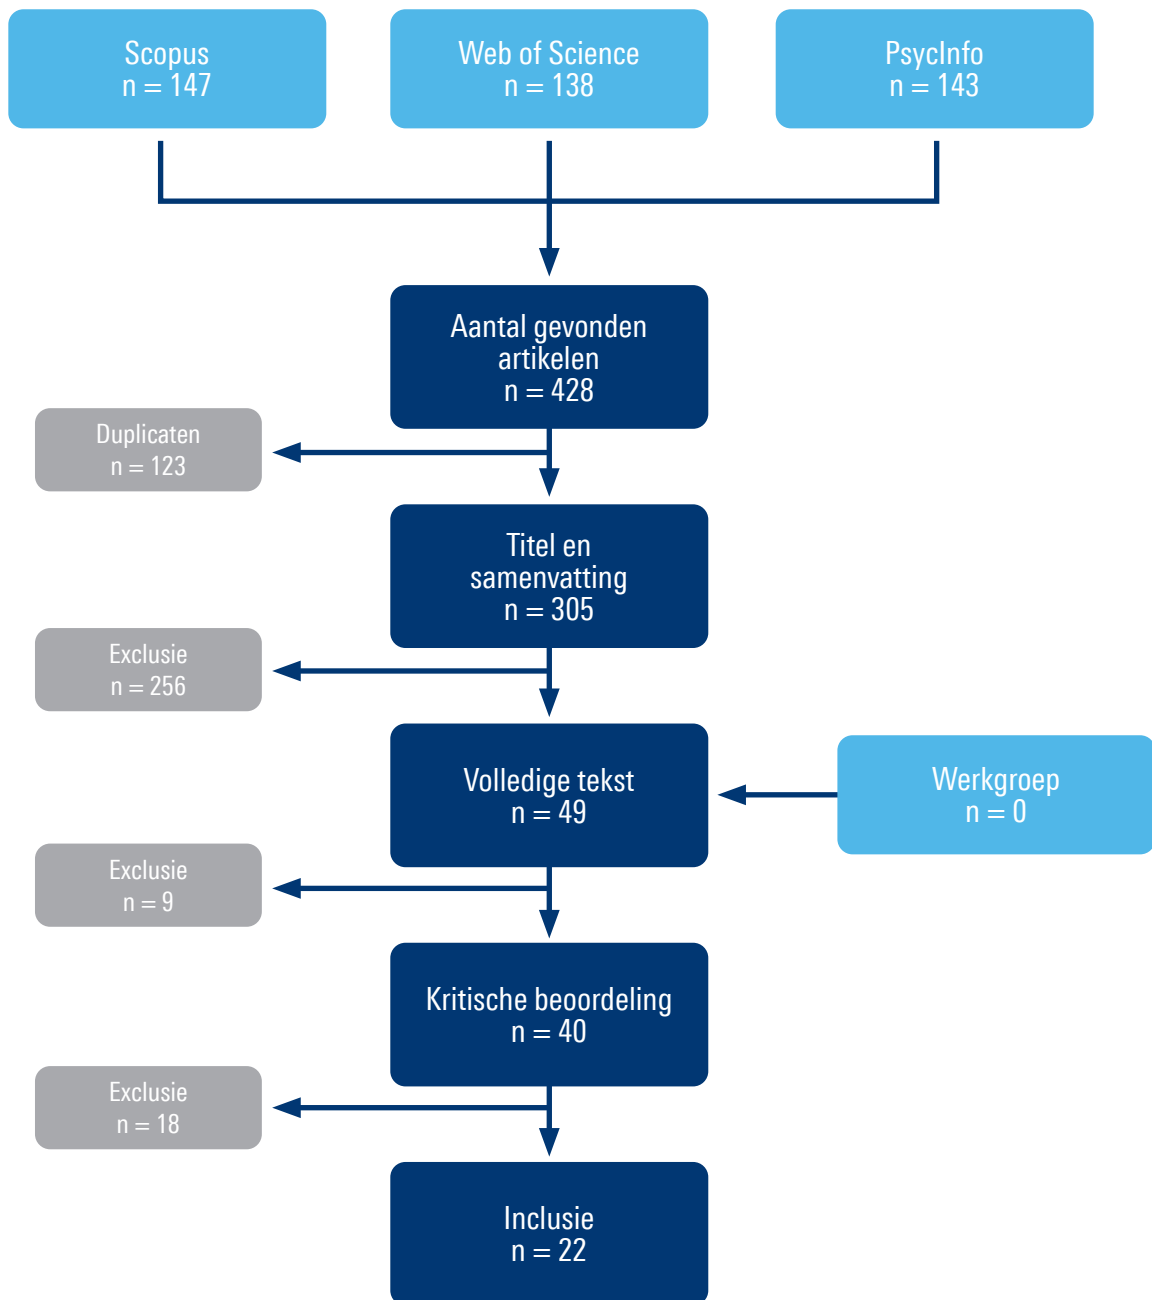 Scopus
n = 147
Web of Science
n = 138
PsycInfo
n = 143
Aantal gevonden
artikelen
n = 428
Duplicaten
n = 123
Titel en
samenvatting
n = 305
Exclusie
n = 256
Volledige tekst
n = 49
Werkgroep
n = 0
Exclusie
n = 9
Kritische beoordeling
n = 40
Exclusie
n = 18
Inclusie
n = 22